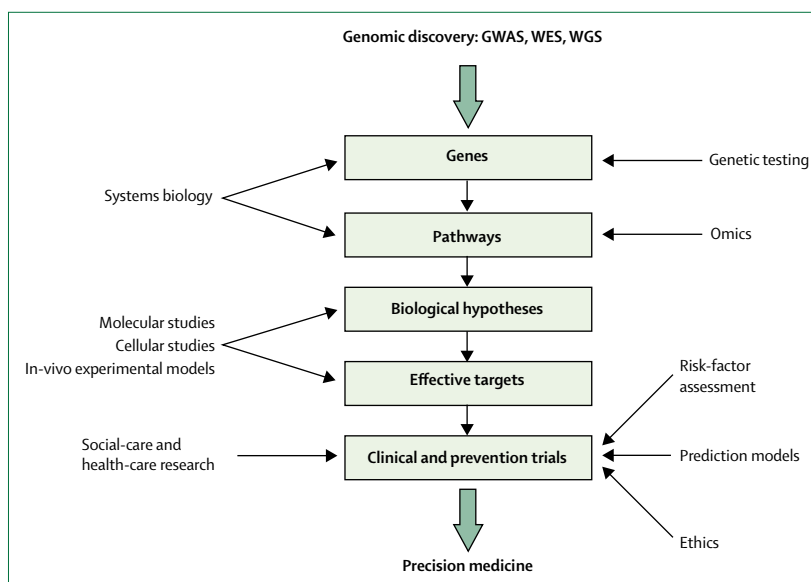 Genomic discovery: GWAS, WES, WGS
Genes
Genetic testing
Systems biology
Pathways
Omics
Biological hypotheses
Molecular studies
Cellular studies
In-vivo experimental models
Effective targets
Risk-factor
assessment
Social-care and
health-care research
Clinical and prevention trials
Prediction models
Ethics
Precision medicine